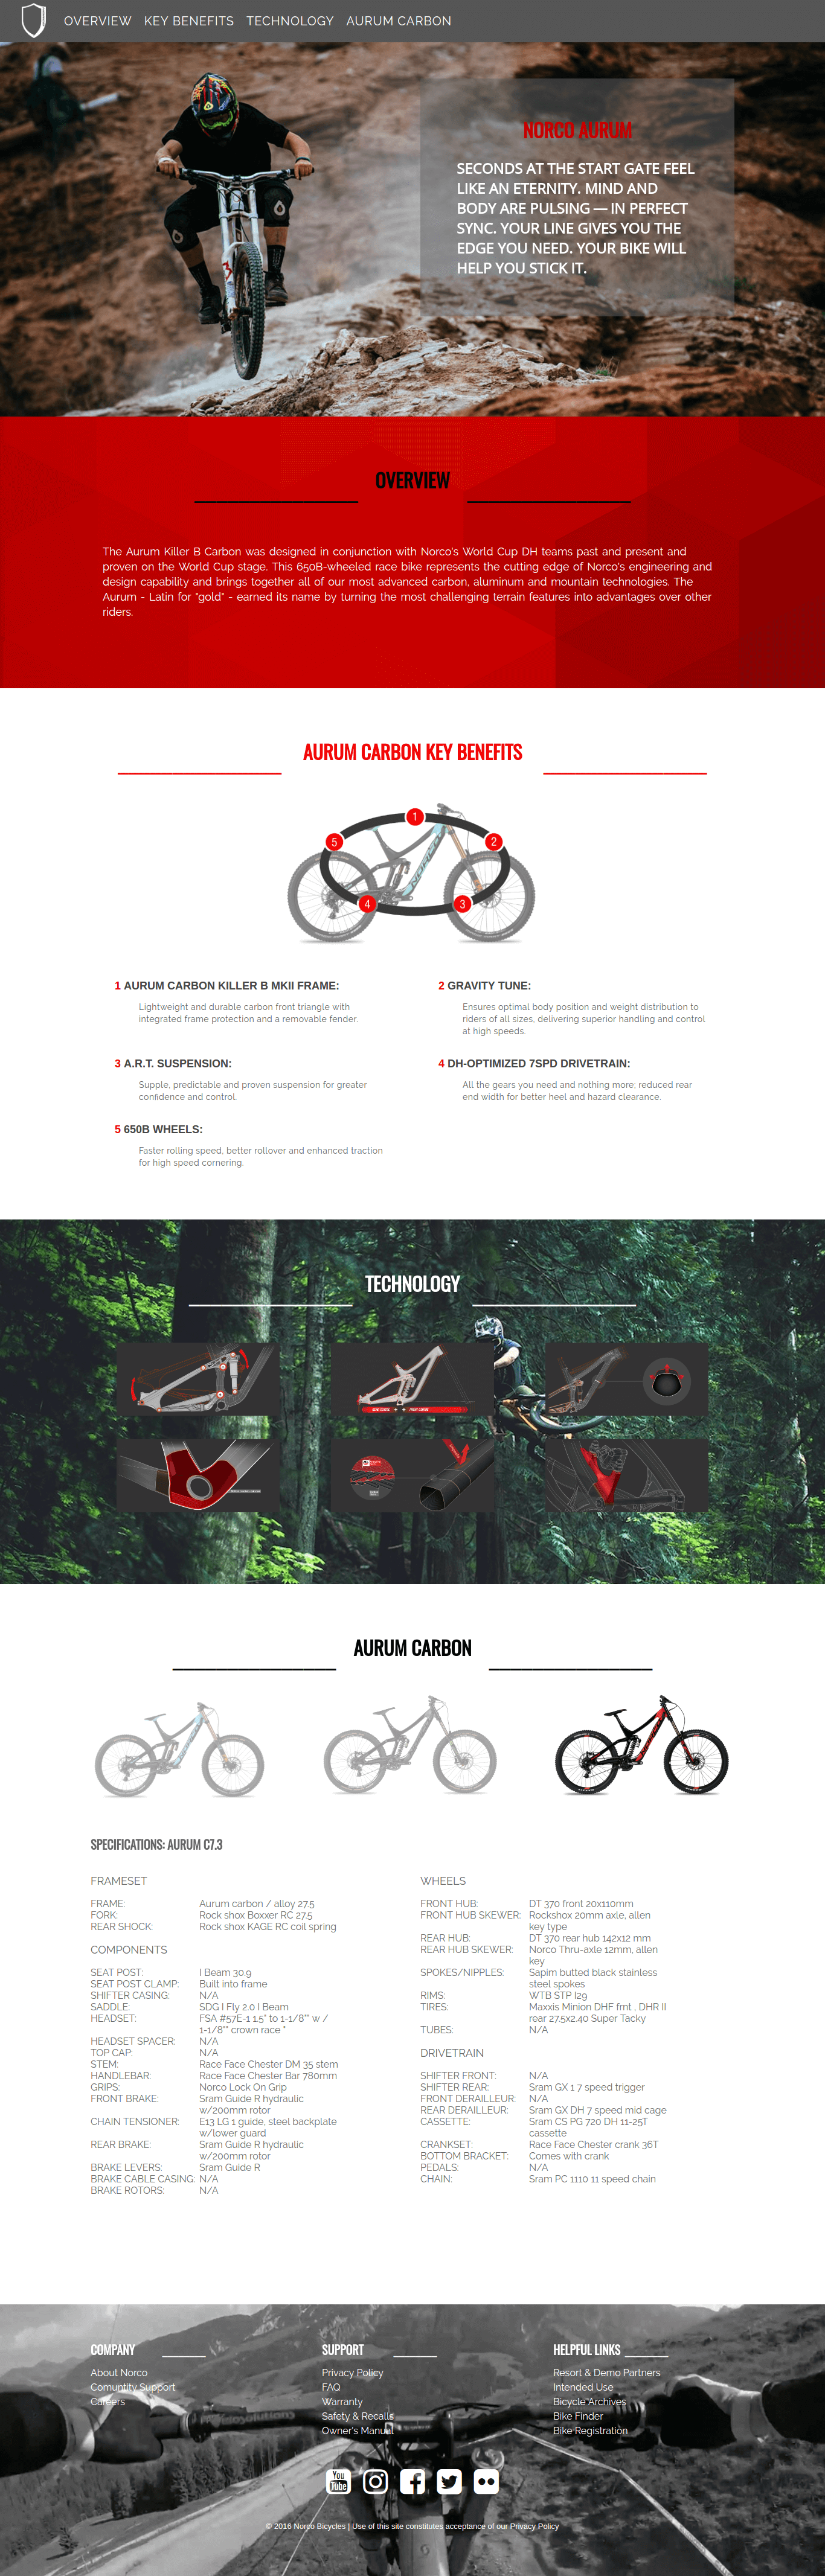 OVERVIEW KEY BENEFITS TECHNOLOGY AURUM CARBON
NORCO AURUM
SECONDS AT THE START GATE FEEL
LIKE AN ETERNITY. MIND AND
BODY ARE PULSING — IN PERFECT
SYNC. YOUR LINE GIVES YOU THE
EDGE YOU NEED. YOUR BIKE WILL
HELP YOU STICK IT.
OVERVIEW
The Aurum Killer B Carbon was designed in conjunction with Norco's World Cup DH teams past and present and
proven on the World Cup stage. This 650B-wheeled race bike represents the cutting edge of Norco's engineering and
design capability and brings together all of our most advanced carbon, aluminum and mountain technologies. The
Aurum - Latin for "gold" - earned its name by turning the most challenging terrain features into advantages over other
riders.
AURUM CARBON KEY BENEFITS
1
2
3
4
5
NORCO
1 AURUM CARBON KILLER B MKII FRAME:
Lightweight and durable carbon front triangle with
integrated frame protection and a removable fender.
2 GRAVITY TUNE:
Ensures optimal body position and weight distribution to
riders of all sizes, delivering superior handling and control
at high speeds.
3 A.R.T. SUSPENSION:
Supple, predictable and proven suspension for greater
confidence and control.
4 DH-OPTIMIZED 7SPD DRIVETRAIN:
All the gears you need and nothing more; reduced rear
end width for better heel and hazard clearance.
5 650B WHEELS:
Faster rolling speed, better rollover and enhanced traction
for high speed cornering.
TECHNOLOGY
AURUM CARBON
SPECIFICATIONS: AURUM C7.3
FRAMESET
FRAME: Aurum carbon / alloy 27.5
FORK: Rock shox Boxxer RC 27.5
REAR SHOCK: Rock shox KAGE RC coil spring
COMPONENTS
SEAT POST: I Beam 30.9
SEAT POST CLAMP: Built into frame
SHIFTER CASING: N/A
SADDLE: SDG I Fly 2.0 I Beam
HEADSET: FSA #57E-1 1.5" to 1-1/8"" w /
1-1/8"" crown race "
HEADSET SPACER: N/A
TOP CAP: N/A
STEM: Race Face Chester DM 35 stem
HANDLEBAR: Race Face Chester Bar 780mm
GRIPS: Norco Lock On Grip
FRONT BRAKE: Sram Guide R hydraulic
w/200mm rotor
CHAIN TENSIONER: E13 LG 1 guide, steel backplate
w/lower guard
REAR BRAKE: Sram Guide R hydraulic
w/200mm rotor
BRAKE LEVERS: Sram Guide R
BRAKE CABLE CASING: N/A
BRAKE ROTORS: N/A
WHEELS
FRONT HUB: DT 370 front 20x110mm
FRONT HUB SKEWER: Rockshox 20mm axle, allen
key type
REAR HUB: DT 370 rear hub 142x12 mm
REAR HUB SKEWER: Norco Thru-axle 12mm, allen
key
SPOKES/NIPPLES: Sapim butted black stainless
steel spokes
RIMS: WTB STP I29
TIRES: Maxxis Minion DHF frnt , DHR II
rear 27.5x2.40 Super Tacky
TUBES: N/A
DRIVETRAIN
SHIFTER FRONT: N/A
SHIFTER REAR: Sram GX 1 7 speed trigger
FRONT DERAILLEUR: N/A
REAR DERAILLEUR: Sram GX DH 7 speed mid cage
CASSETTE: Sram CS PG 720 DH 11-25T
cassette
CRANKSET: Race Face Chester crank 36T
BOTTOM BRACKET: Comes with crank
PEDALS: N/A
CHAIN: Sram PC 1110 11 speed chain
COMPANY
About Norco
Comuntity Support
Careers
SUPPORT
Privacy Policy
FAQ
Warranty
Safety & Recalls
Owner's Manual
HELPFUL LINKS
Resort & Demo Partners
Intended Use
Bicycle Archives
Bike Finder
Bike Registration
You
Tube
© 2016 Norco Bicycles | Use of this site constitutes acceptance of our Privacy Policy